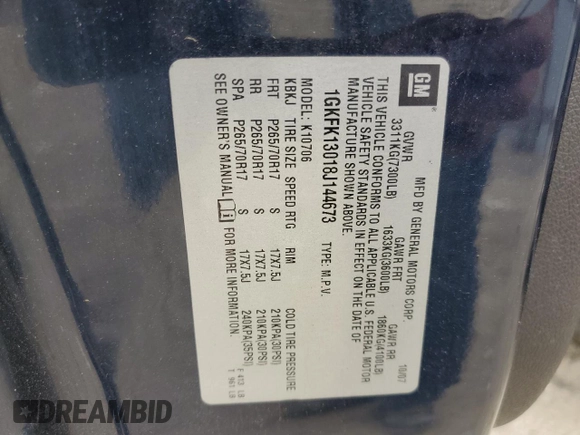 GM
MFD BY GENERAL MOTORS CORP.
10/07
GVWR GAWR FRT GAWR RR
3311KG(7300LB) 1633KG(3600LB) 1860KG(4100LB)
THIS VEHICLE CONFORMS TO ALL APPLICABLE U.S. FEDERAL MOTOR
VEHICLE SAFETY STANDARDS IN EFFECT ON THE DATE OF
MANUFACTURE SHOWN ABOVE.
1GKFK13018J144673 TYPE: M.P.V.
MODEL: K10706
KBKJ TIRE SIZE SPEED RTG RIM COLD TIRE PRESSURE
FRT P265/70R17 S 17X7.5J 210KPA(30PSI)
RR P265/70R17 S 17X7.5J 210KPA(30PSI)
SPA P265/70R17 S 17X7.5J 240KPA(35PSI)
SEE OWNER'S MANUAL i FOR MORE INFORMATION.
F 413 LB
T 961 LB
DREAMBID